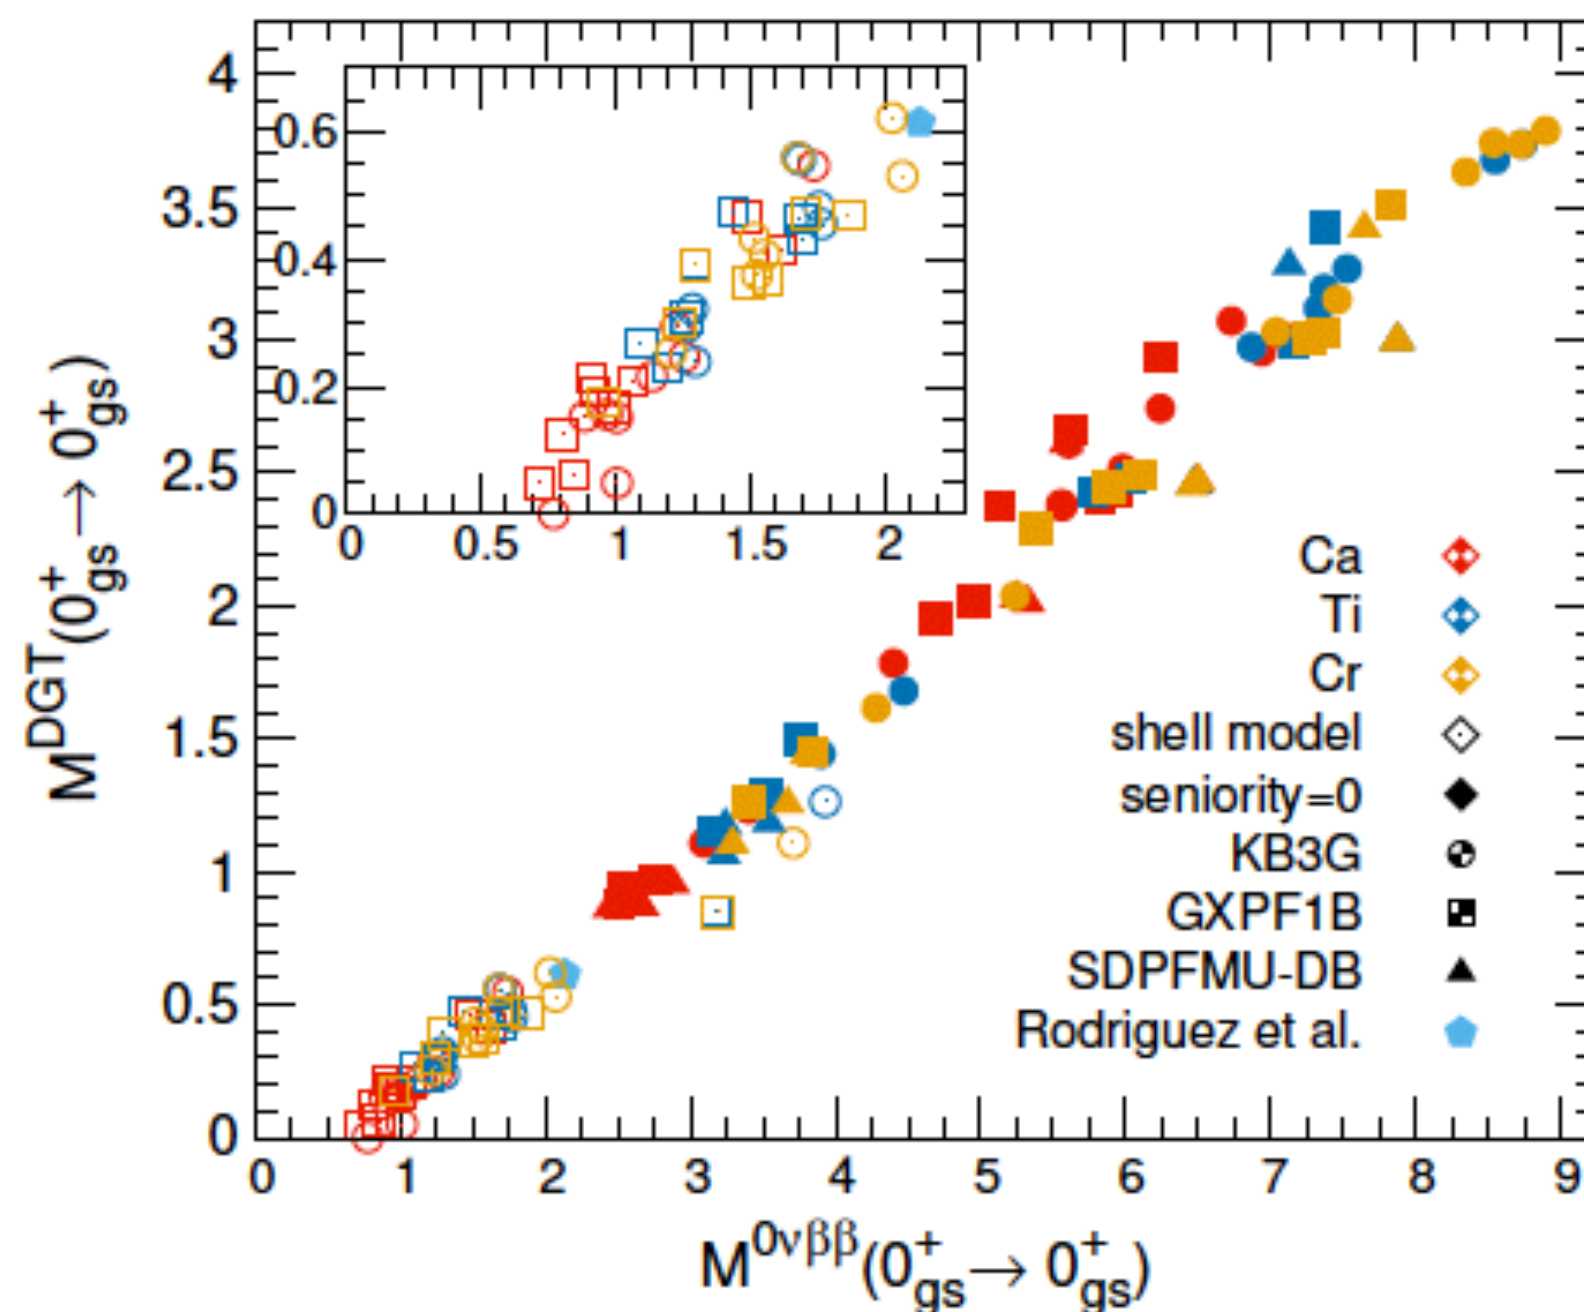 4
3.5
3
2.5
2
1.5
1
0.5
0
0.6
0.4
0.2
0
0 0.5 1 1.5 2
Ca
Ti
Cr
shell model
seniority=0
KB3G
GXPF1B
SDPFMU-DB
Rodriguez et al.
0 1 2 3 4 5 6 7 8 9
M^{0νββ}(0^+_{gs}→ 0^+_{gs})
M^{DGT}(0^+_{gs}→ 0^+_{gs})